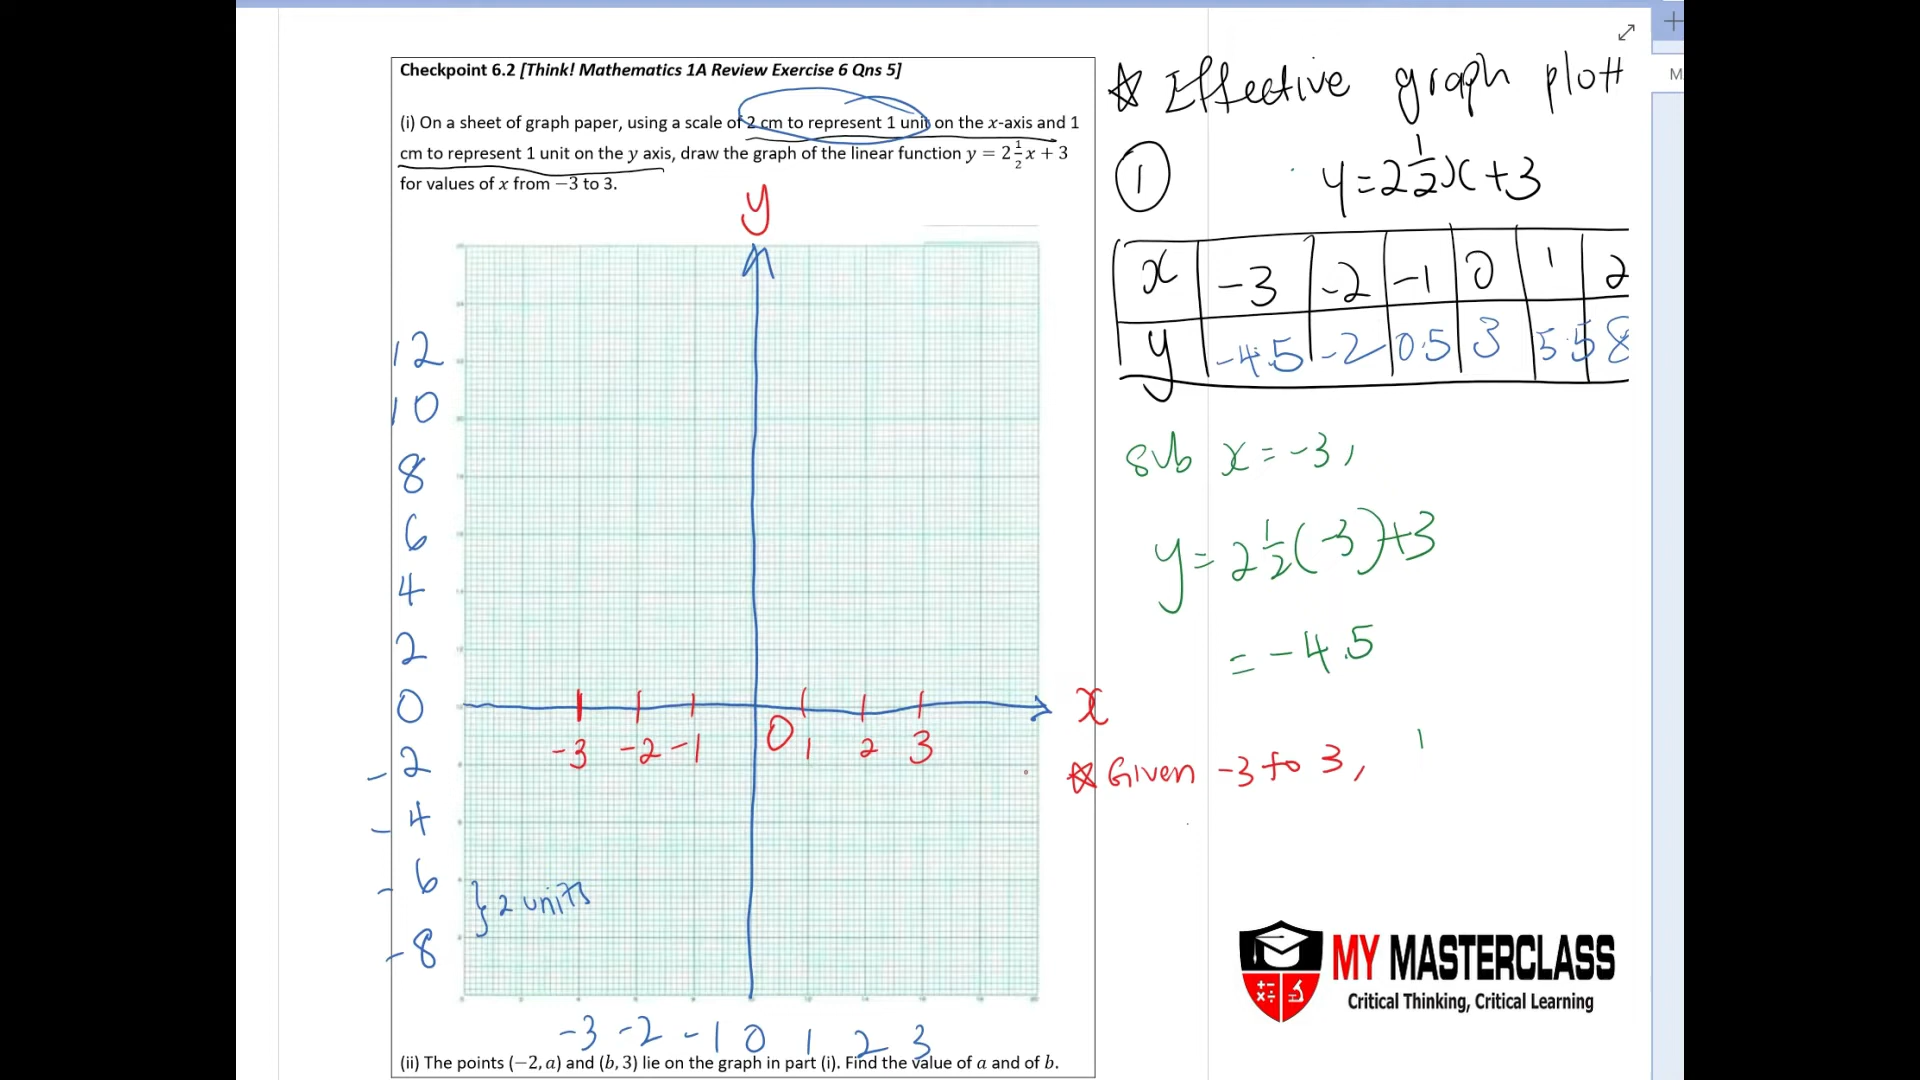 Checkpoint 6.2 [Think! Mathematics 1A Review Exercise 6 Qns 5]
(i) On a sheet of graph paper, using a scale of 2 cm to represent 1 unit on the x-axis and 1
cm to represent 1 unit on the y axis, draw the graph of the linear function y = 2½x + 3
for values of x from −3 to 3.
y
12
10
8
6
4
2
0
-2
-4
-6
-8
x
-3 -2 -1 0 1 2 3
}2 units
-3 -2 -1 0 1 2 3
(ii) The points (−2, a) and (b, 3) lie on the graph in part (i). Find the value of a and of b.
☆ Effective graph plott
① y=2½x+3
x -3 -2 -1 0 1 2
y -4.5 -2 0.5 3 5.5 8
sub x=-3,
y=2½(-3)+3
= -4.5
☆ Given -3 to 3,
MY MASTERCLASS
Critical Thinking, Critical Learning